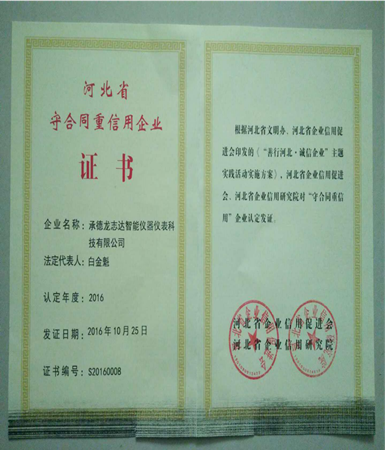 河北省
守合同重信用企业
证书
企业名称：承德龙志达智能仪器仪表科
技有限公司
法定代表人：白金魁
认定年度：2016
发证日期：2016年10月25日
证书编号：S20160008
根据河北省文明办、河北省企业信用促
进会印发的《“善行河北·诚信企业”主题
实践活动实施方案》，河北省企业信用促进
会、河北省企业信用研究院对“守合同重信
用”企业认定发证。
河北省企业信用促进会
河北省企业信用研究院